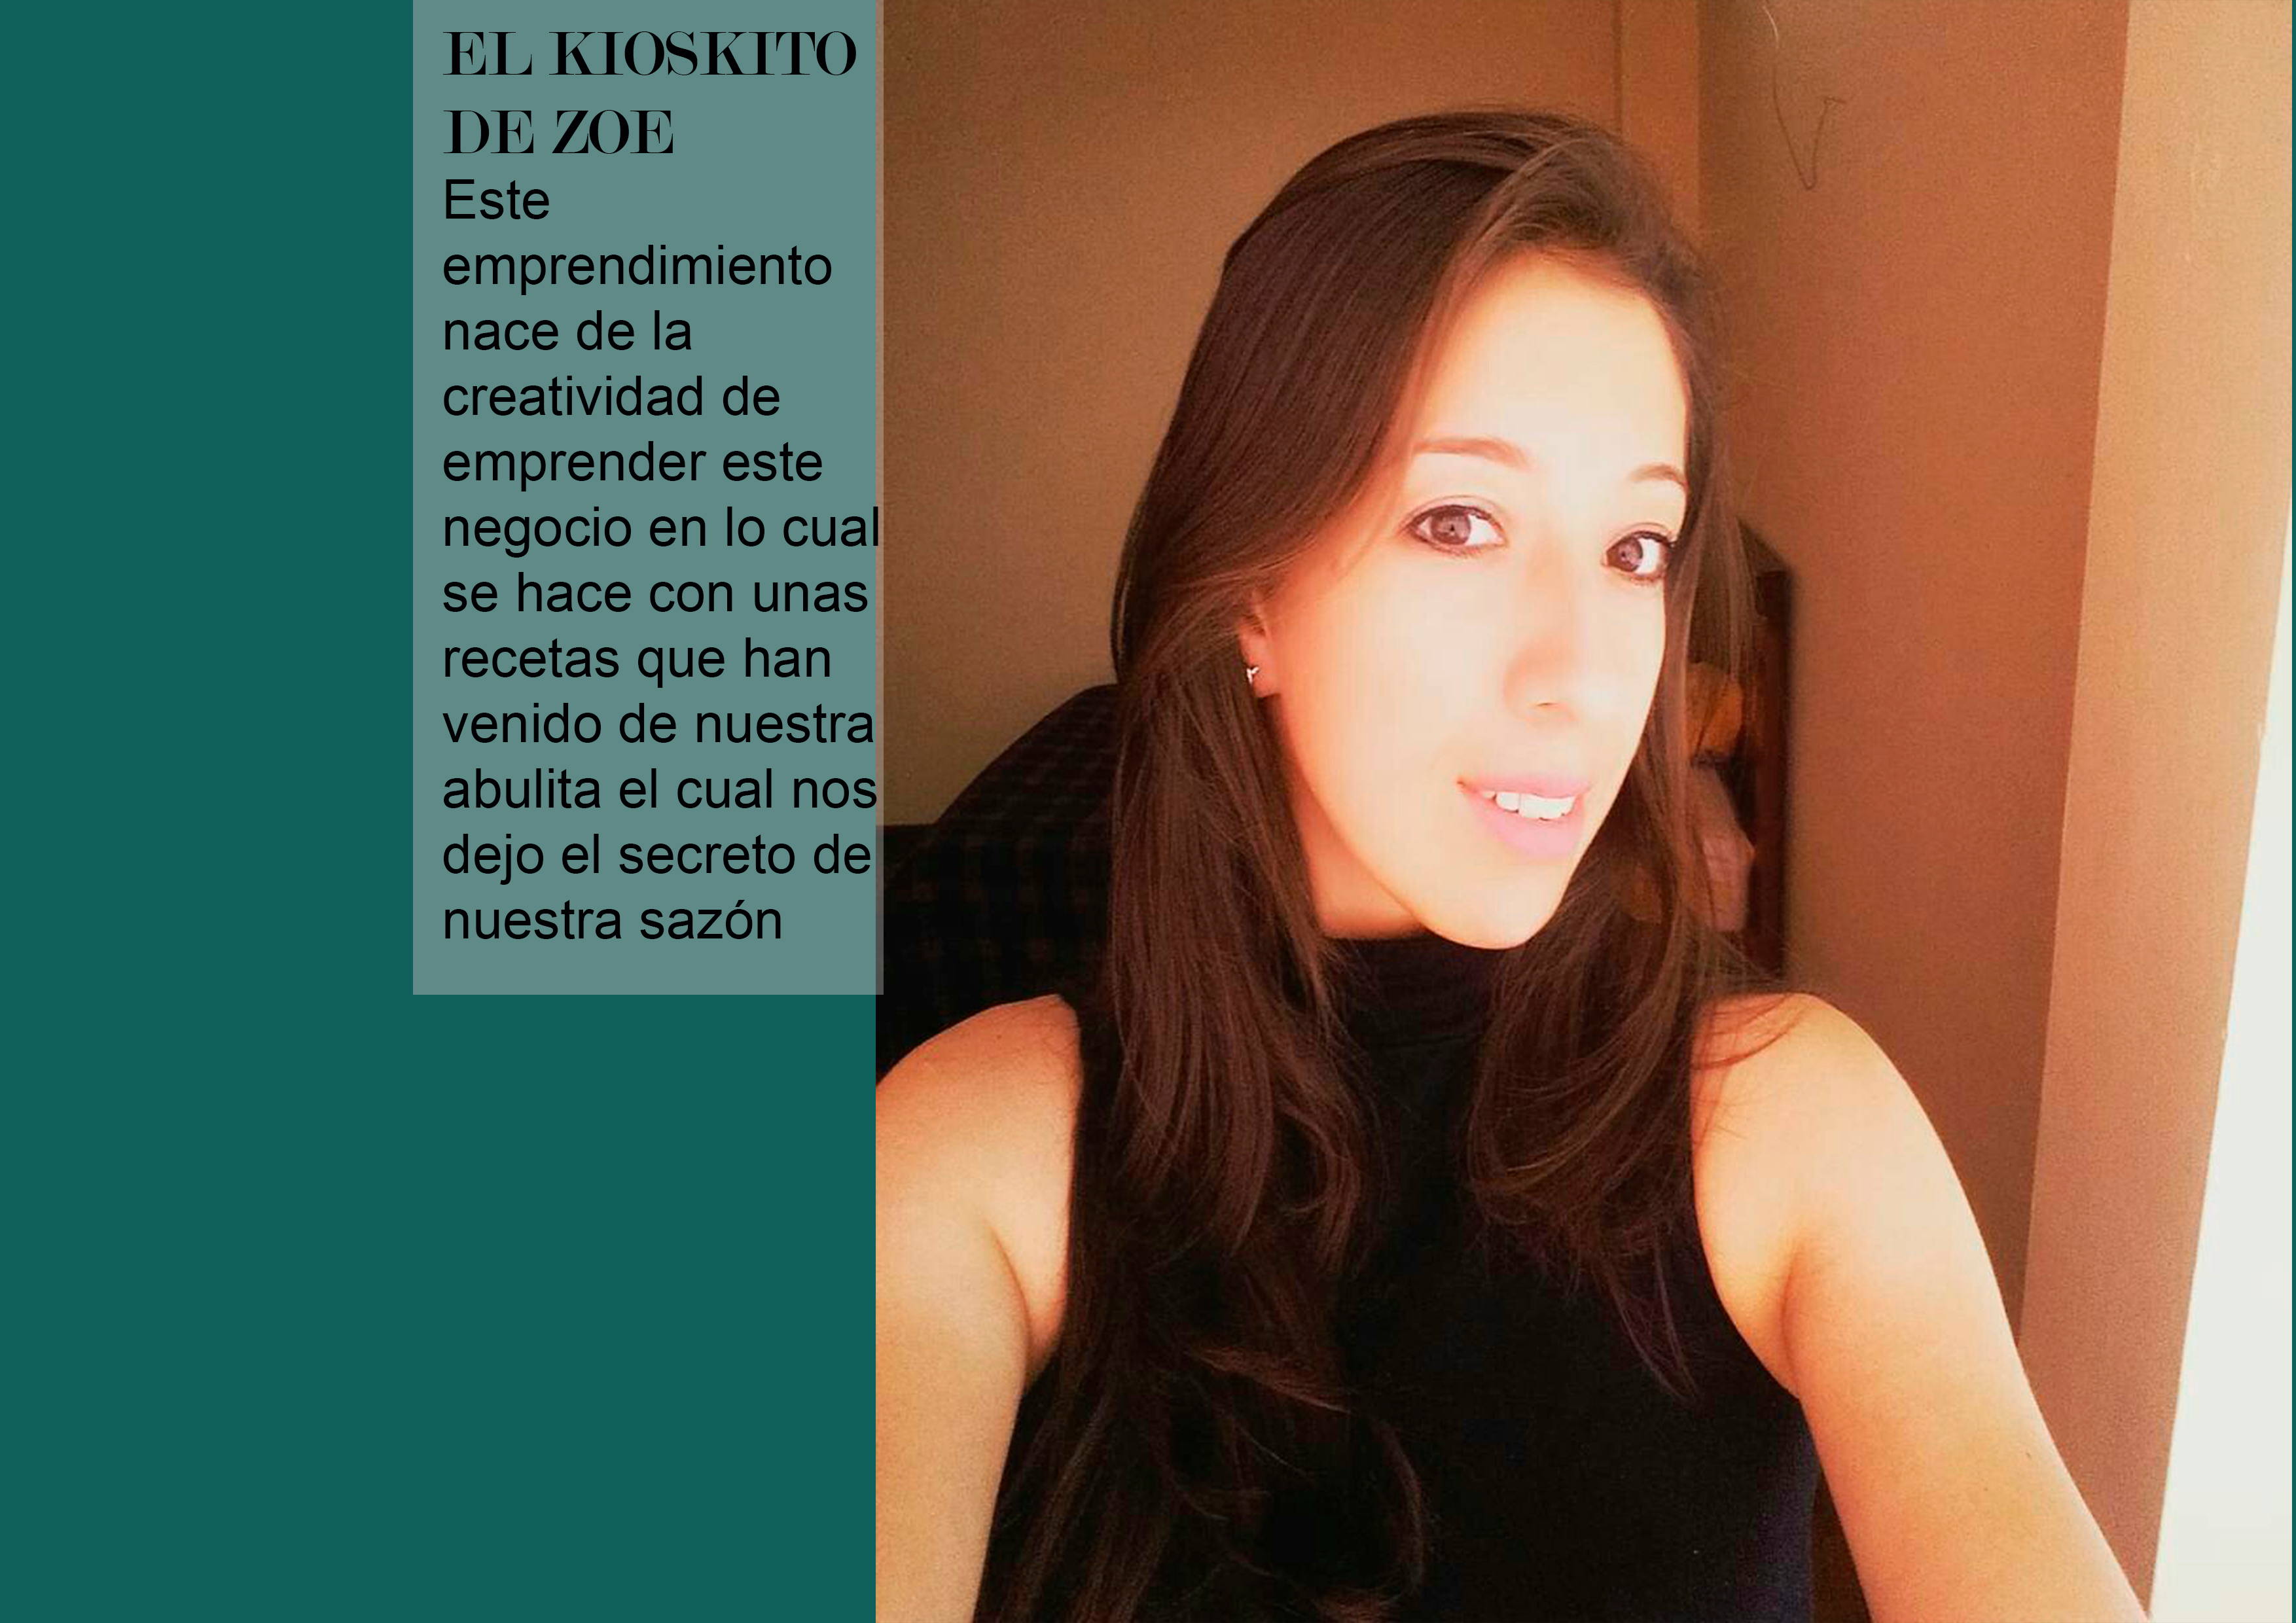 EL KIOSKITO
DE ZOE
Este
emprendimiento
nace de la
creatividad de
emprender este
negocio en lo cual
se hace con unas
recetas que han
venido de nuestra
abulita el cual nos
dejo el secreto de
nuestra sazón